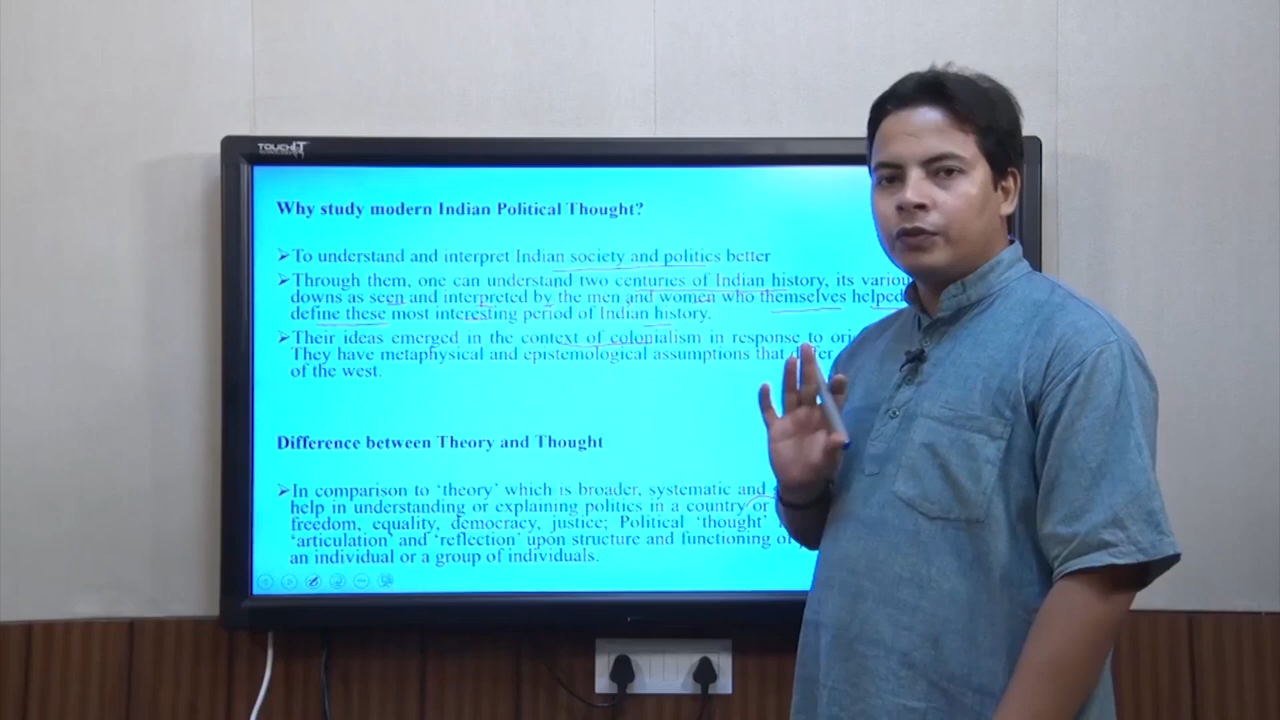 TOUCHIT
Why study modern Indian Political Thought?
➢To understand and interpret Indian society and politics better
➢Through them, one can understand two centuries of Indian history, its
downs as seen and interpreted by the men and women who themselves helped
define these most interesting period of Indian history.
➢Their ideas emerged in the context of colonialism in response to
They have metaphysical and epistemological assumptions that differ
of the west.
Difference between Theory and Thought
➢In comparison to ‘theory’ which is broader, systematic and
help in understanding or explaining politics in a country or
freedom, equality, democracy, justice; Political ‘thought’
‘articulation’ and ‘reflection’ upon structure and functioning of
an individual or a group of individuals.